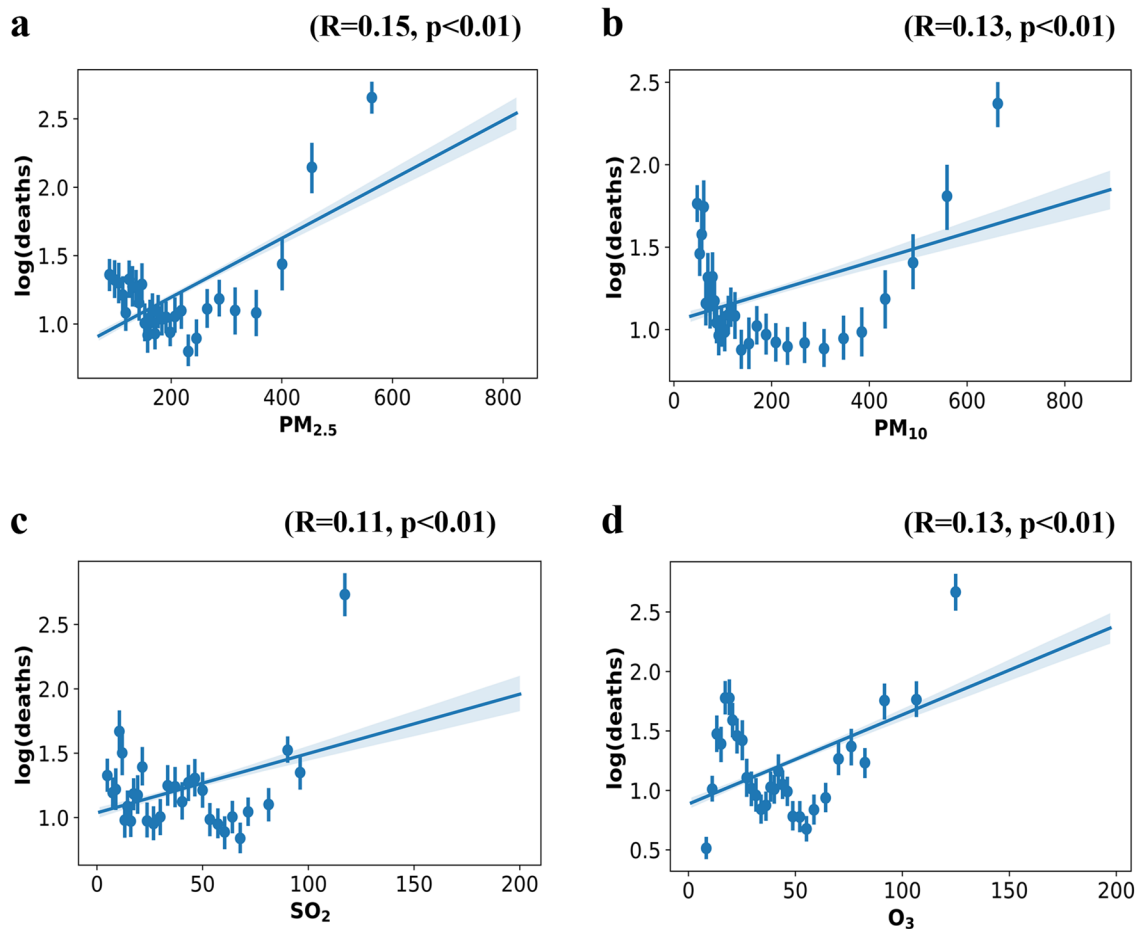 a (R=0.15, p<0.01)
2.5
2.0
1.5
1.0
log(deaths)
200 400 600 800
PM2.5
b (R=0.13, p<0.01)
2.5
2.0
1.5
1.0
log(deaths)
0 200 400 600 800
PM10
c (R=0.11, p<0.01)
2.5
2.0
1.5
1.0
log(deaths)
0 50 100 150 200
SO2
d (R=0.13, p<0.01)
2.5
2.0
1.5
1.0
0.5
log(deaths)
0 50 100 150 200
O3